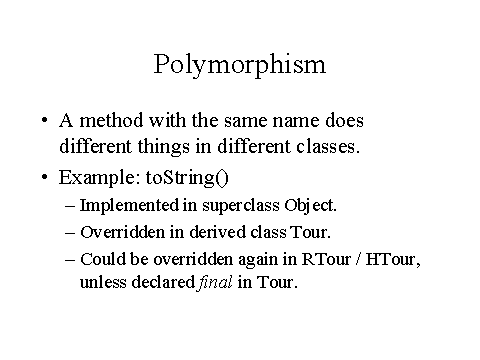 Polymorphism
• A method with the same name does
different things in different classes.
• Example: toString()
– Implemented in superclass Object.
– Overridden in derived class Tour.
– Could be overridden again in RTour / HTour,
unless declared final in Tour.